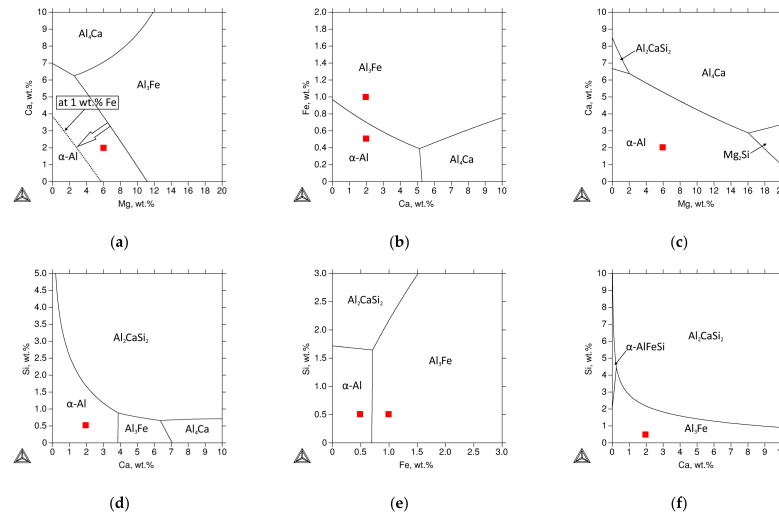 10
9
8
7
6
5
4
3
2
1
0
Ca, wt.%
Al₄Ca
Al₃Fe
at 1 wt.% Fe
α-Al
0 2 4 6 8 10 12 14 16 18 20
Mg, wt.%
(a)
2.0
1.8
1.6
1.4
1.2
1.0
0.8
0.6
0.4
0.2
0
Fe, wt.%
Al₃Fe
α-Al
Al₄Ca
0 1 2 3 4 5 6 7 8 9 10
Ca, wt.%
(b)
10
9
8
7
6
5
4
3
2
1
0
Ca, wt.%
Al₂CaSi₂
Al₄Ca
α-Al
Mg₂Si
0 2 4 6 8 10 12 14 16 18 20
Mg, wt.%
(c)
5.0
4.5
4.0
3.5
3.0
2.5
2.0
1.5
1.0
0.5
0
Si, wt.%
Al₂CaSi₂
α-Al
Al₃Fe
Al₄Ca
0 1 2 3 4 5 6 7 8 9 10
Ca, wt.%
(d)
3.0
2.5
2.0
1.5
1.0
0.5
0
Si, wt.%
Al₂CaSi₂
Al₃Fe
α-Al
0 0.5 1.0 1.5 2.0 2.5 3.0
Fe, wt.%
(e)
10
9
8
7
6
5
4
3
2
1
0
Si, wt.%
Al₂CaSi₂
α-AlFeSi
Al₃Fe
0 1 2 3 4 5 6 7 8 9
Ca, wt.%
(f)